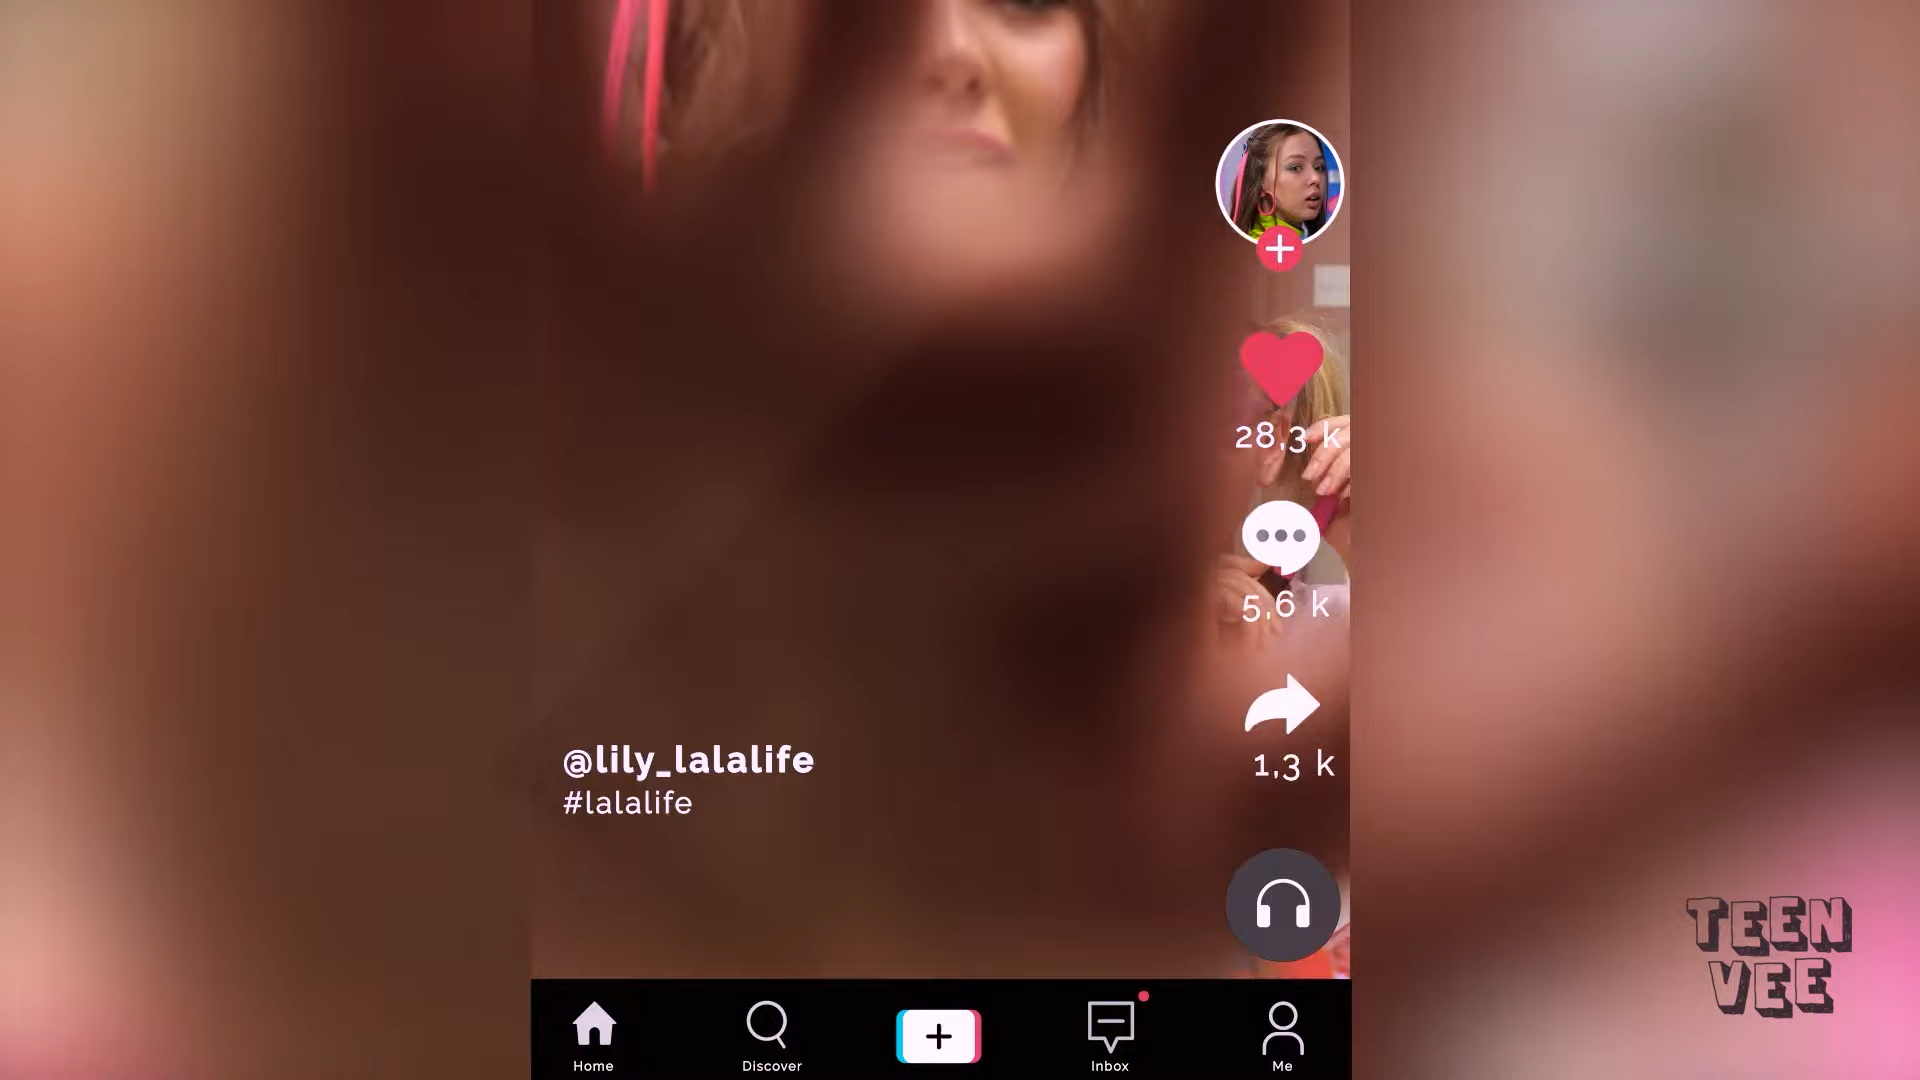 28,3 k
5,6 k
1,3 k
@lily_lalalife
#lalalife
Home
Discover
Inbox
Me
TEEN
VEE